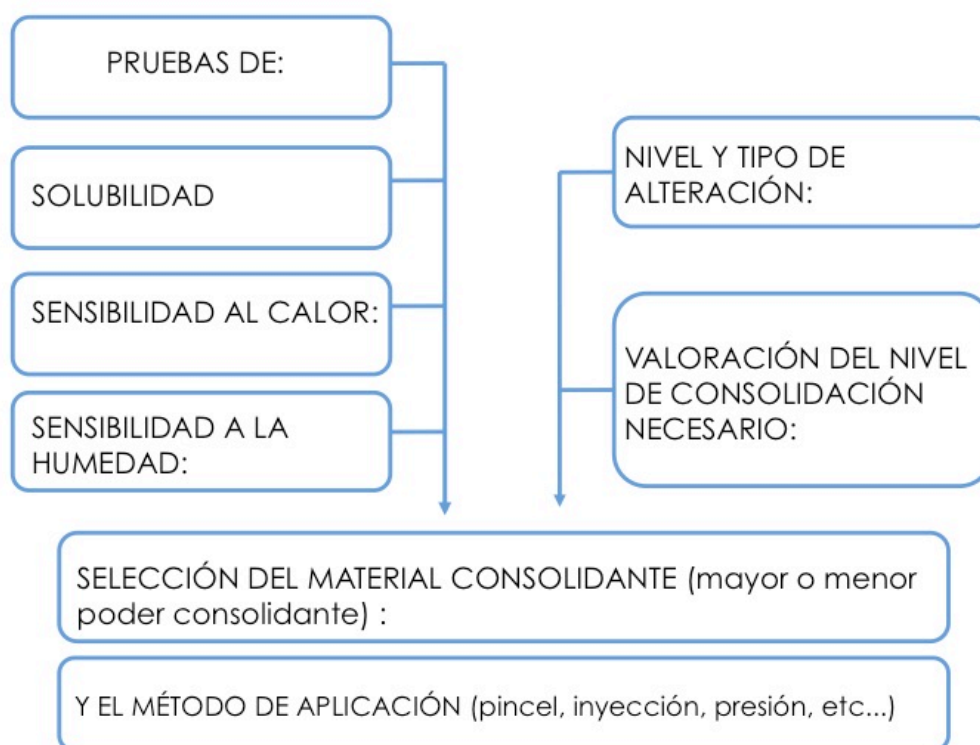 PRUEBAS DE:
SOLUBILIDAD
SENSIBILIDAD AL CALOR:
SENSIBILIDAD A LA
HUMEDAD:
NIVEL Y TIPO DE
ALTERACIÓN:
VALORACIÓN DEL NIVEL
DE CONSOLIDACIÓN
NECESARIO:
SELECCIÓN DEL MATERIAL CONSOLIDANTE (mayor o menor
poder consolidante) :
Y EL MÉTODO DE APLICACIÓN (pincel, inyección, presión, etc...)